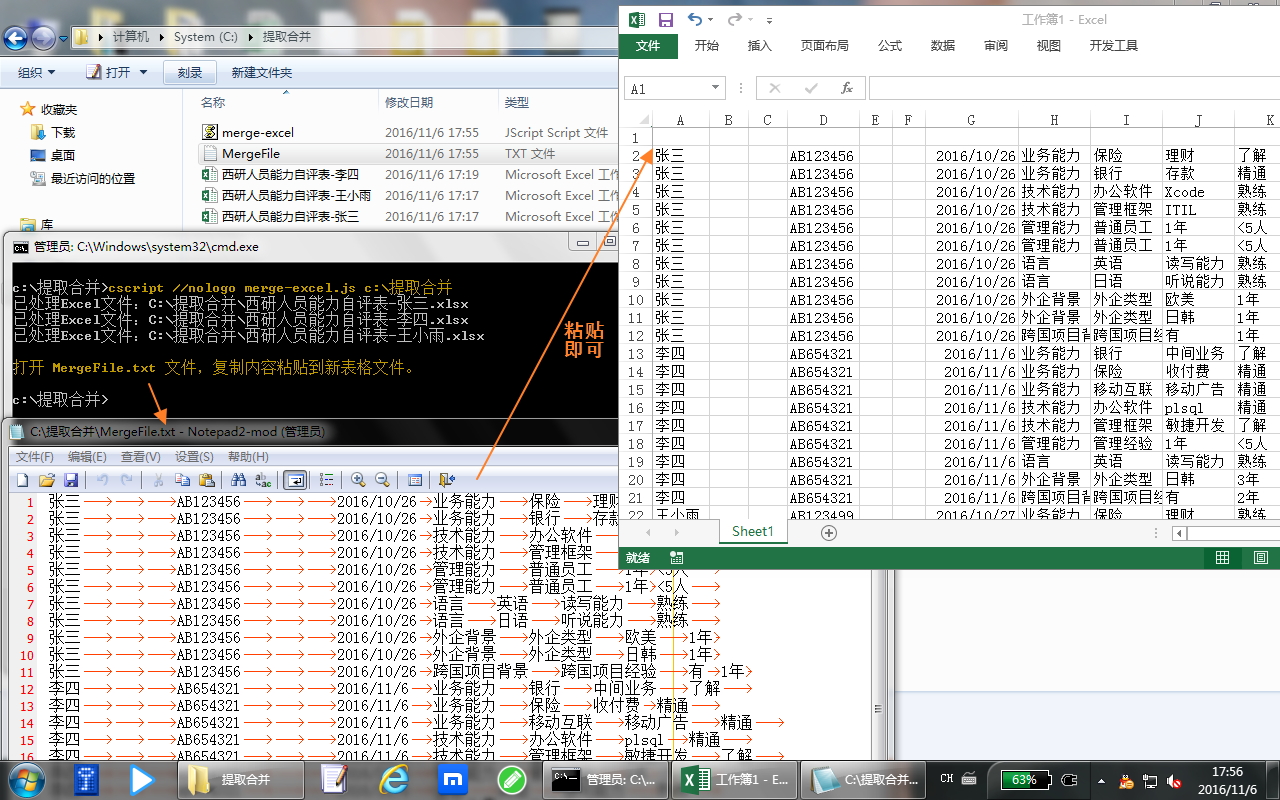 计算机 System (C:) 提取合并
组织 打开 刻录 新建文件夹
收藏夹
下载
桌面
最近访问的位置
库
名称 修改日期 类型
merge-excel 2016/11/6 17:55 JScript Script 文件
MergeFile 2016/11/6 17:55 TXT 文件
西研人员能力自评表-李四 2016/11/6 17:19 Microsoft Excel 工作
西研人员能力自评表-王小雨 2016/11/6 17:17 Microsoft Excel 工作
西研人员能力自评表-张三 2016/11/6 17:17 Microsoft Excel 工作
管理员: C:\Windows\system32\cmd.exe
c:\提取合并>cscript //nologo merge-excel.js c:\提取合并
已处理Excel文件: C:\提取合并\西研人员能力自评表-张三.xlsx
已处理Excel文件: C:\提取合并\西研人员能力自评表-李四.xlsx
已处理Excel文件: C:\提取合并\西研人员能力自评表-王小雨.xlsx
打开 MergeFile.txt 文件，复制内容粘贴到新表格文件。
c:\提取合并>
粘贴
即可
C:\提取合并\MergeFile.txt - Notepad2-mod (管理员)
文件(F) 编辑(E) 查看(V) 设置(S) 帮助(H)
1 张三 AB123456 2016/10/26 业务能力 保险 理财
2 张三 AB123456 2016/10/26 业务能力 银行 存款
3 张三 AB123456 2016/10/26 技术能力 办公软件
4 张三 AB123456 2016/10/26 技术能力 管理框架
5 张三 AB123456 2016/10/26 管理能力 普通员工 1年 <5人
6 张三 AB123456 2016/10/26 管理能力 普通员工 1年 <5人
7 张三 AB123456 2016/10/26 语言 英语 读写能力 熟练
8 张三 AB123456 2016/10/26 语言 日语 听说能力 熟练
9 张三 AB123456 2016/10/26 外企背景 外企类型 欧美 1年
10 张三 AB123456 2016/10/26 外企背景 外企类型 日韩 1年
11 张三 AB123456 2016/10/26 跨国项目背景 跨国项目经验 有 1年
12 李四 AB654321 2016/11/6 业务能力 银行 中间业务 了解
13 李四 AB654321 2016/11/6 业务能力 保险 收付费 精通
14 李四 AB654321 2016/11/6 业务能力 移动互联 移动广告 精通
15 李四 AB654321 2016/11/6 技术能力 办公软件 plsql 精通
16 李四 AB654321 2016/11/6 技术能力 管理框架 敏捷开发 了解
工作簿1 - Excel
文件 开始 插入 页面布局 公式 数据 审阅 视图 开发工具
A1 fx
A B C D E F G H I J K
1
2 张三 AB123456 2016/10/26 业务能力 保险 理财 了解
3 张三 AB123456 2016/10/26 业务能力 银行 存款 精通
4 张三 AB123456 2016/10/26 技术能力 办公软件 Xcode 熟练
5 张三 AB123456 2016/10/26 技术能力 管理框架 ITIL 熟练
6 张三 AB123456 2016/10/26 管理能力 普通员工 1年 <5人
7 张三 AB123456 2016/10/26 管理能力 普通员工 1年 <5人
8 张三 AB123456 2016/10/26 语言 英语 读写能力 熟练
9 张三 AB123456 2016/10/26 语言 日语 听说能力 熟练
10 张三 AB123456 2016/10/26 外企背景 外企类型 欧美 1年
11 张三 AB123456 2016/10/26 外企背景 外企类型 日韩 1年
12 张三 AB123456 2016/10/26 跨国项目背 跨国项目经 有 1年
13 李四 AB654321 2016/11/6 业务能力 银行 中间业务 了解
14 李四 AB654321 2016/11/6 业务能力 保险 收付费 精通
15 李四 AB654321 2016/11/6 业务能力 移动互联 移动广告 精通
16 李四 AB654321 2016/11/6 技术能力 办公软件 plsql 精通
17 李四 AB654321 2016/11/6 技术能力 管理框架 敏捷开发 了解
18 李四 AB654321 2016/11/6 管理能力 管理经验 1年 <5人
19 李四 AB654321 2016/11/6 语言 英语 读写能力 熟练
20 李四 AB654321 2016/11/6 外企背景 外企类型 日韩 3年
21 李四 AB654321 2016/11/6 跨国项目背 跨国项目经 有 2年
22 王小雨 AB123499 2016/10/27 业务能力 保险 理财 熟练
Sheet1
就绪
提取合并 管理员: C:\... 工作簿1 - E... C:\提取合并... CH 63% 17:56
2016/11/6